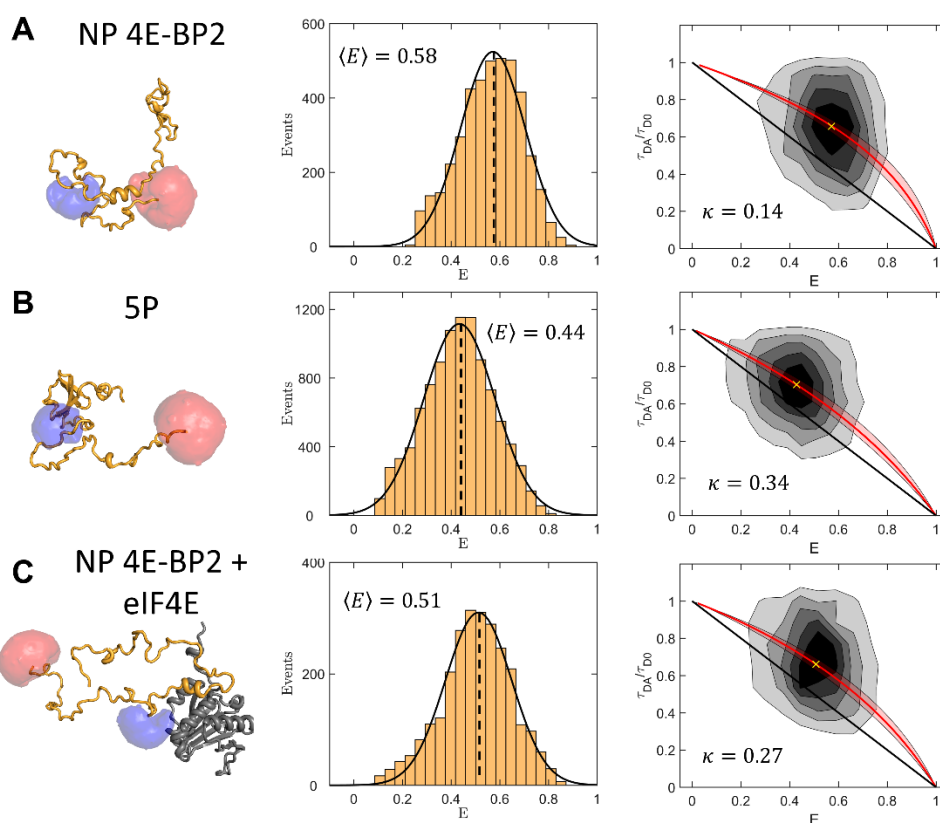 A
NP 4E-BP2
600
400
200
0
Events
⟨E⟩ = 0.58
0 0.2 0.4 0.6 0.8 1
E
1
0.8
0.6
0.4
0.2
0
τDA/τD0
κ = 0.14
0 0.2 0.4 0.6 0.8 1
E
B
5P
1200
900
600
300
0
Events
⟨E⟩ = 0.44
0 0.2 0.4 0.6 0.8 1
E
1
0.8
0.6
0.4
0.2
0
τDA/τD0
κ = 0.34
0 0.2 0.4 0.6 0.8 1
E
C
NP 4E-BP2 +
eIF4E
400
200
0
Events
⟨E⟩ = 0.51
0 0.2 0.4 0.6 0.8 1
E
1
0.8
0.6
0.4
0.2
0
τDA/τD0
κ = 0.27
0 0.2 0.4 0.6 0.8 1
E